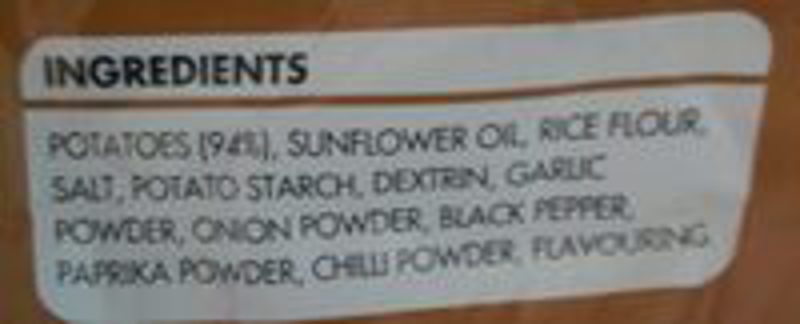 INGREDIENTS
POTATOES (94%), SUNFLOWER OIL, RICE FLOUR,
SALT, POTATO STARCH, DEXTRIN, GARLIC
POWDER, ONION POWDER, BLACK PEPPER,
PAPRIKA POWDER, CHILLI POWDER, FLAVOURING.